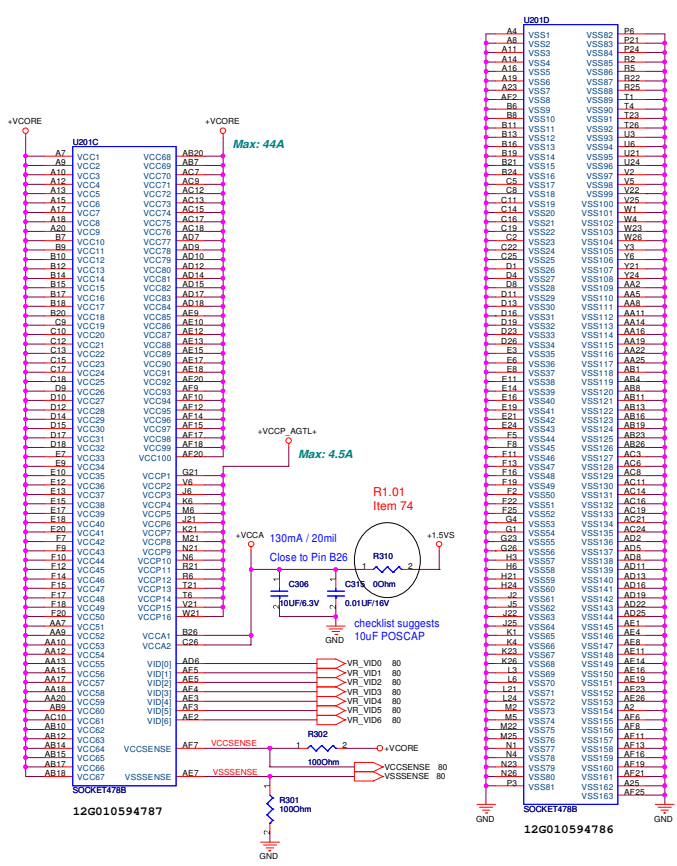 +VCORE
+VCORE
Max: 44A
U201C
A7 VCC1 VCC68 AB20
A9 VCC2 VCC69 AB7
A10 VCC3 VCC70 AC7
A12 VCC4 VCC71 AC9
A13 VCC5 VCC72 AC12
A15 VCC6 VCC73 AC13
A17 VCC7 VCC74 AC15
A18 VCC8 VCC75 AC17
A20 VCC9 VCC76 AC18
B7 VCC10 VCC77 AD7
B9 VCC11 VCC78 AD9
B10 VCC12 VCC79 AD10
B12 VCC13 VCC80 AD12
B14 VCC14 VCC81 AD14
B15 VCC15 VCC82 AD15
B17 VCC16 VCC83 AD17
B18 VCC17 VCC84 AD18
B20 VCC18 VCC85 AE9
C9 VCC19 VCC86 AE10
C10 VCC20 VCC87 AE12
C12 VCC21 VCC88 AE13
C13 VCC22 VCC89 AE15
C15 VCC23 VCC90 AE17
C17 VCC24 VCC91 AE18
C18 VCC25 VCC92 AE20
D9 VCC26 VCC93 AF9
D10 VCC27 VCC94 AF10
D12 VCC28 VCC95 AF12
D14 VCC29 VCC96 AF14
D15 VCC30 VCC97 AF15
D17 VCC31 VCC98 AF17
D18 VCC32 VCC99 AF18
E7 VCC33 VCC100 AF20
E9 VCC34
E10 VCC35 VCCP1 G21
E12 VCC36 VCCP2 V6
E13 VCC37 VCCP3 J6
E15 VCC38 VCCP4 K6
E17 VCC39 VCCP5 M6
E18 VCC40 VCCP6 J21
E20 VCC41 VCCP7 K21
F7 VCC42 VCCP8 M21
F9 VCC43 VCCP9 N21
F10 VCC44 VCCP10 N6
F12 VCC45 VCCP11 R21
F14 VCC46 VCCP12 R6
F15 VCC47 VCCP13 T21
F17 VCC48 VCCP14 T6
F18 VCC49 VCCP15 V21
F20 VCC50 VCCP16 W21
AA7 VCC51
AA9 VCC52 VCCA1 B26
AA10 VCC53 VCCA2 C26
AA12 VCC54
AA13 VCC55 VID[0] AD6
AA15 VCC56 VID[1] AF5
AA17 VCC57 VID[2] AE5
AA18 VCC58 VID[3] AF4
AA20 VCC59 VID[4] AE3
AB9 VCC60 VID[5] AF3
AC10 VCC61 VID[6] AE2
AB10 VCC62
AB12 VCC63
AB14 VCC64 VCCSENSE AF7
AB15 VCC65
AB17 VCC66
AB18 VCC67 VSSSENSE AE7
SOCKET478B
12G010594787
+VCCP_AGTL+
Max: 4.5A
R1.01
Item 74
+VCCA
130mA / 20mil
Close to Pin B26
+1.5VS
1 R310 2
0Ohm
1 C306 2
10UF/6.3V
1 C315 2
0.01UF/16V
GND
checklist suggests
10uF POSCAP
VR_VID0 80
VR_VID1 80
VR_VID2 80
VR_VID3 80
VR_VID4 80
VR_VID5 80
VR_VID6 80
VCCSENSE
1 R302 2
100Ohm
+VCORE
VCCSENSE 80
VSSSENSE
VSSSENSE 80
1 R301 2
100Ohm
GND
U201D
A4 VSS1 VSS82 P6
A8 VSS2 VSS83 P21
A11 VSS3 VSS84 P24
A14 VSS4 VSS85 R2
A16 VSS5 VSS86 R5
A19 VSS6 VSS87 R22
A23 VSS7 VSS88 R25
AF2 VSS8 VSS89 T1
B6 VSS9 VSS90 T4
B8 VSS10 VSS91 T23
B11 VSS11 VSS92 T26
B13 VSS12 VSS93 U3
B16 VSS13 VSS94 U6
B19 VSS14 VSS95 U21
B21 VSS15 VSS96 U24
B24 VSS16 VSS97 V2
C5 VSS17 VSS98 V5
C8 VSS18 VSS99 V22
C11 VSS19 VSS100 V25
C14 VSS20 VSS101 W1
C16 VSS21 VSS102 W4
C19 VSS22 VSS103 W23
C2 VSS23 VSS104 W26
C22 VSS24 VSS105 Y3
C25 VSS25 VSS106 Y6
D1 VSS26 VSS107 Y21
D4 VSS27 VSS108 Y24
D8 VSS28 VSS109 AA2
D11 VSS29 VSS110 AA5
D13 VSS30 VSS111 AA8
D16 VSS31 VSS112 AA11
D19 VSS32 VSS113 AA14
D23 VSS33 VSS114 AA16
D26 VSS34 VSS115 AA19
E3 VSS35 VSS116 AA22
E6 VSS36 VSS117 AA25
E8 VSS37 VSS118 AB1
E11 VSS38 VSS119 AB4
E14 VSS39 VSS120 AB8
E16 VSS40 VSS121 AB11
E19 VSS41 VSS122 AB13
E21 VSS42 VSS123 AB16
E24 VSS43 VSS124 AB19
F5 VSS44 VSS125 AB23
F8 VSS45 VSS126 AB26
F11 VSS46 VSS127 AC3
F13 VSS47 VSS128 AC6
F16 VSS48 VSS129 AC8
F19 VSS49 VSS130 AC11
F2 VSS50 VSS131 AC14
F22 VSS51 VSS132 AC16
F25 VSS52 VSS133 AC19
G4 VSS53 VSS134 AC21
G1 VSS54 VSS135 AC24
G23 VSS55 VSS136 AD2
G26 VSS56 VSS137 AD5
H3 VSS57 VSS138 AD8
H6 VSS58 VSS139 AD11
H21 VSS59 VSS140 AD13
H24 VSS60 VSS141 AD16
J2 VSS61 VSS142 AD19
J5 VSS62 VSS143 AD22
J22 VSS63 VSS144 AD25
J25 VSS64 VSS145 AE1
K1 VSS65 VSS146 AE4
K4 VSS66 VSS147 AE8
K23 VSS67 VSS148 AE11
K26 VSS68 VSS149 AE14
L3 VSS69 VSS150 AE16
L6 VSS70 VSS151 AE19
L21 VSS71 VSS152 AE23
L24 VSS72 VSS153 AE26
M2 VSS73 VSS154 A2
M5 VSS74 VSS155 AF6
M22 VSS75 VSS156 AF8
M25 VSS76 VSS157 AF11
N1 VSS77 VSS158 AF13
N4 VSS78 VSS159 AF16
N23 VSS79 VSS160 AF19
N26 VSS80 VSS161 AF21
P3 VSS81 VSS162 A25
VSS163 AF25
GND
SOCKET478B
GND
12G010594786